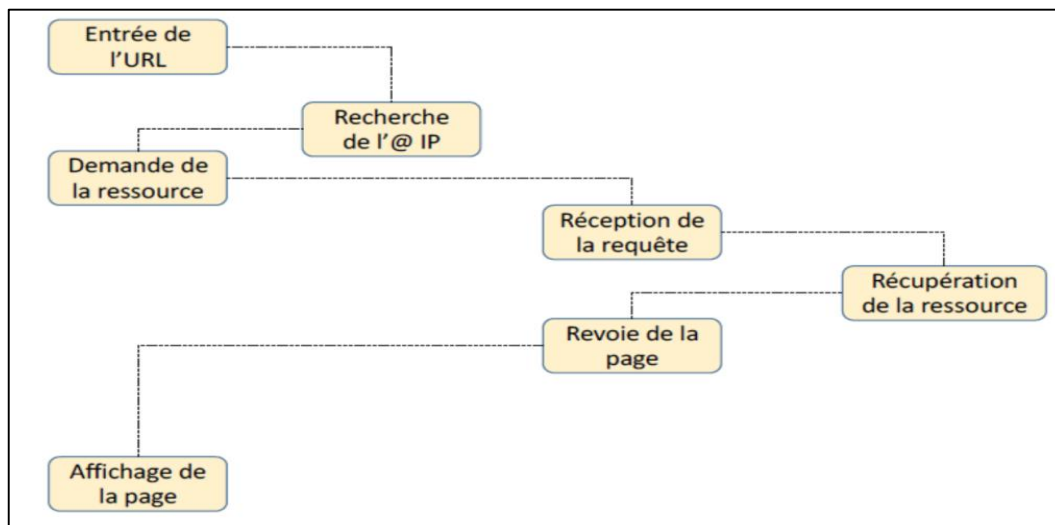 Entrée de
l'URL
Recherche
de l'@ IP
Demande de
la ressource
Réception de
la requête
Récupération
de la ressource
Revoie de la
page
Affichage de
la page